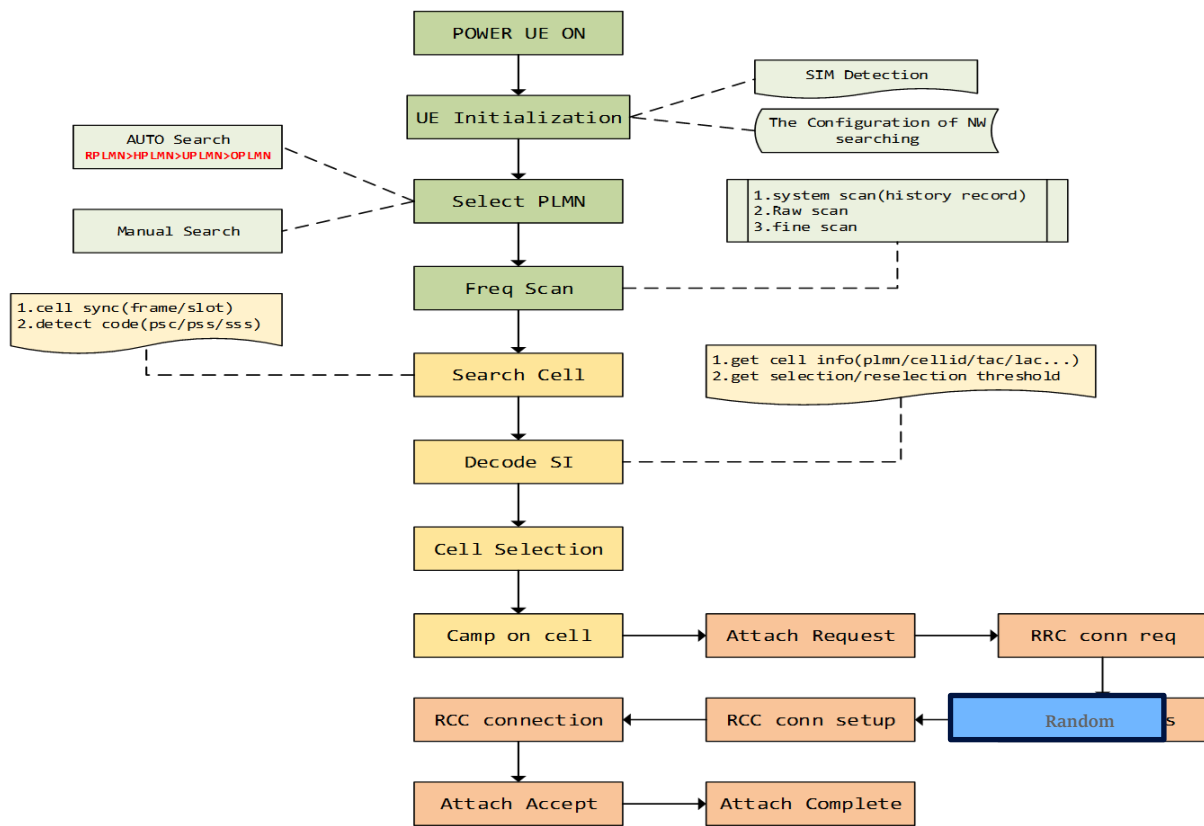 POWER UE ON
SIM Detection
UE Initialization
The Configuration of NW
searching
AUTO Search
RPLMN>HPLMN>UPLMN>OPLMN
Select PLMN
1.system scan(history record)
2.Raw scan
3.fine scan
Manual Search
Freq Scan
1.cell sync(frame/slot)
2.detect code(psc/pss/sss)
Search Cell
1.get cell info(plmn/cellid/tac/lac...)
2.get selection/reselection threshold
Decode SI
Cell Selection
Camp on cell
Attach Request
RRC conn req
RCC connection
RCC conn setup
Random
Attach Accept
Attach Complete